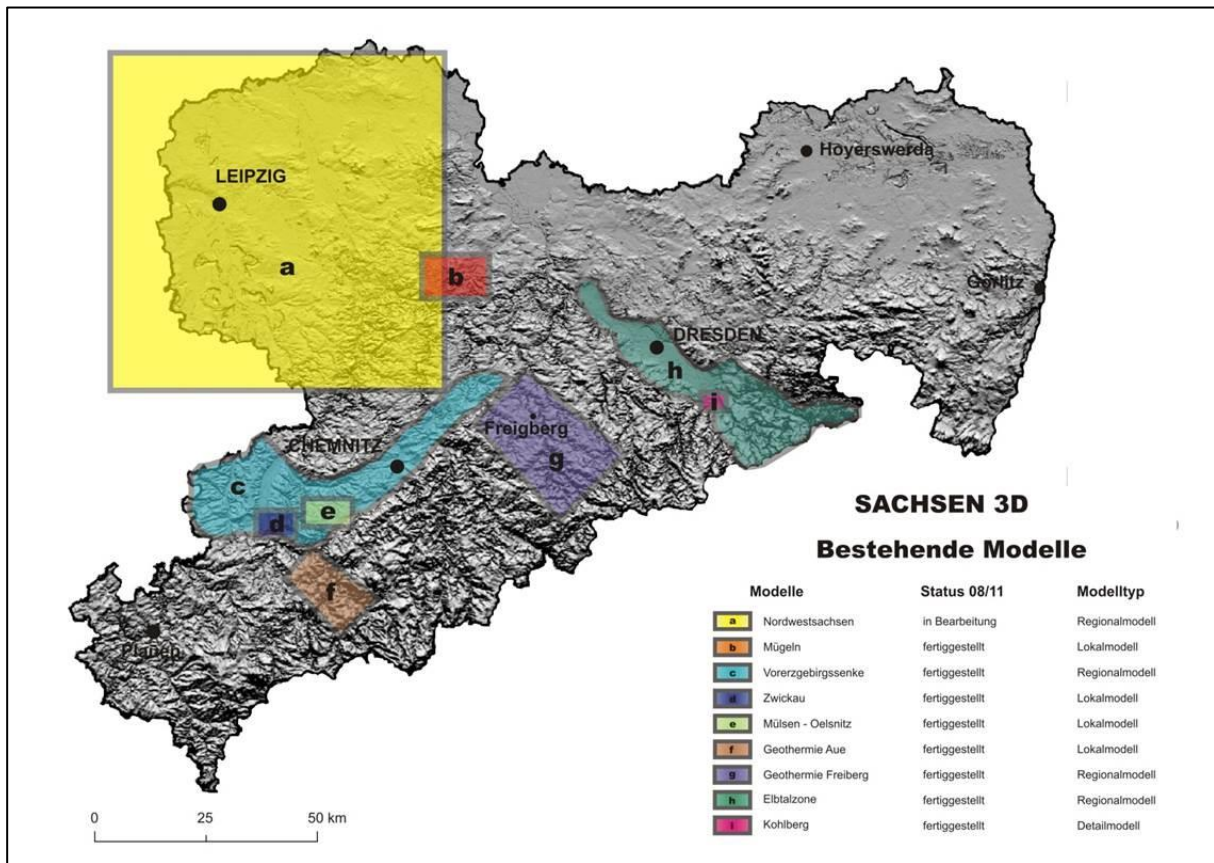 Hoyerswerda
LEIPZIG
a
b
Görlitz
DRESDEN
h
i
Freigberg
g
CHEMNITZ
c
e
d
f
Planep
SACHSEN 3D
Bestehende Modelle
Modelle Status 08/11 Modelltyp
a Nordwestsachsen in Bearbeitung Regionalmodell
b Mügeln fertiggestellt Lokalmodell
c Vorerzgebirgssenke fertiggestellt Regionalmodell
d Zwickau fertiggestellt Lokalmodell
e Mülsen - Oelsnitz fertiggestellt Lokalmodell
f Geothermie Aue fertiggestellt Lokalmodell
g Geothermie Freiberg fertiggestellt Regionalmodell
h Elbtalzone fertiggestellt Regionalmodell
i Kohlberg fertiggestellt Detailmodell
0 25 50 km